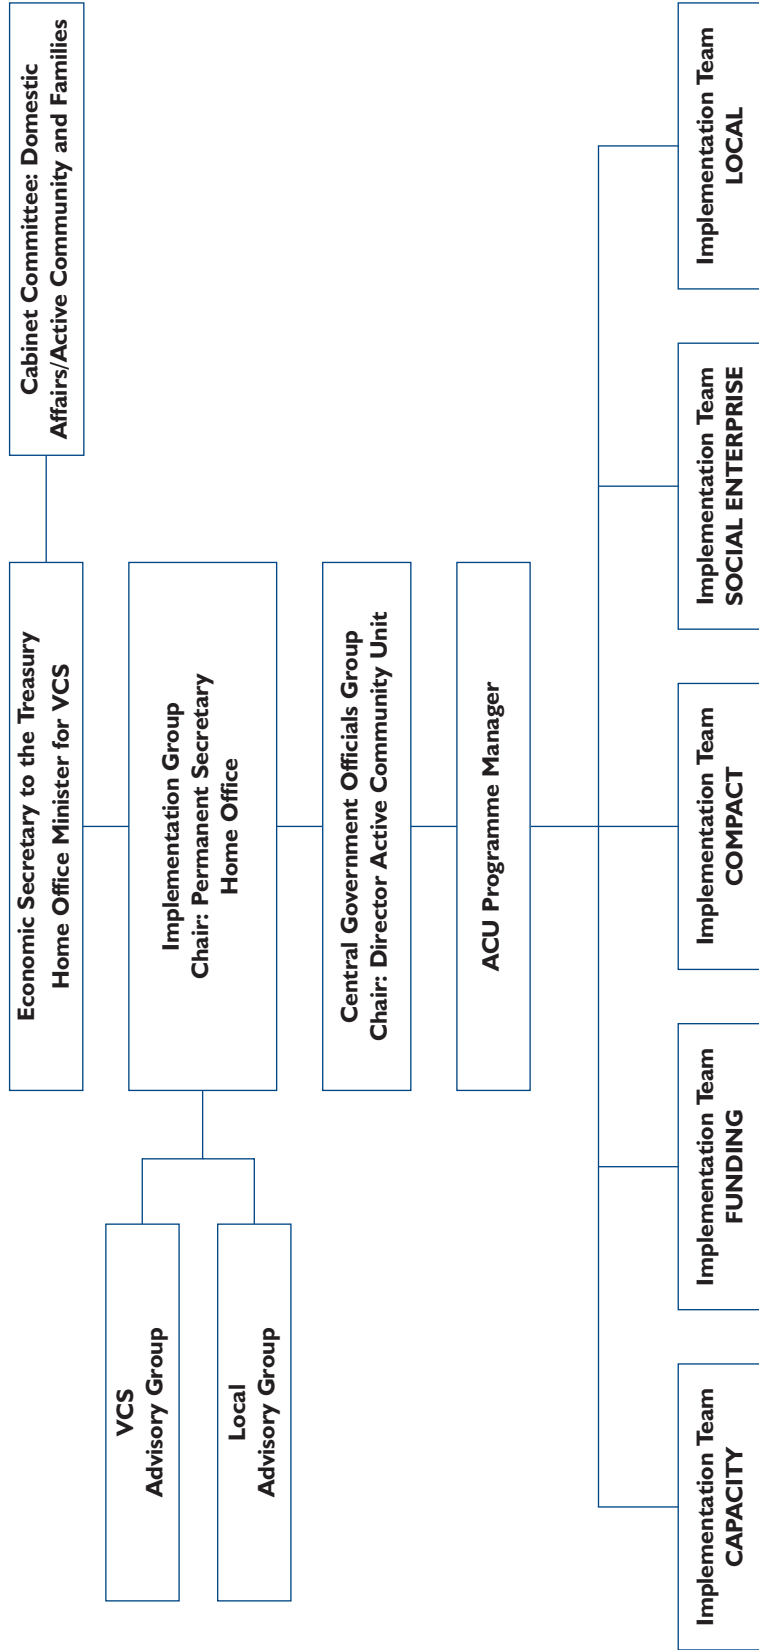 Economic Secretary to the Treasury
Home Office Minister for VCS
Cabinet Committee: Domestic
Affairs/Active Community and Families
Implementation Group
Chair: Permanent Secretary
Home Office
VCS
Advisory Group
Local
Advisory Group
Central Government Officials Group
Chair: Director Active Community Unit
ACU Programme Manager
Implementation Team
CAPACITY
Implementation Team
FUNDING
Implementation Team
COMPACT
Implementation Team
SOCIAL ENTERPRISE
Implementation Team
LOCAL